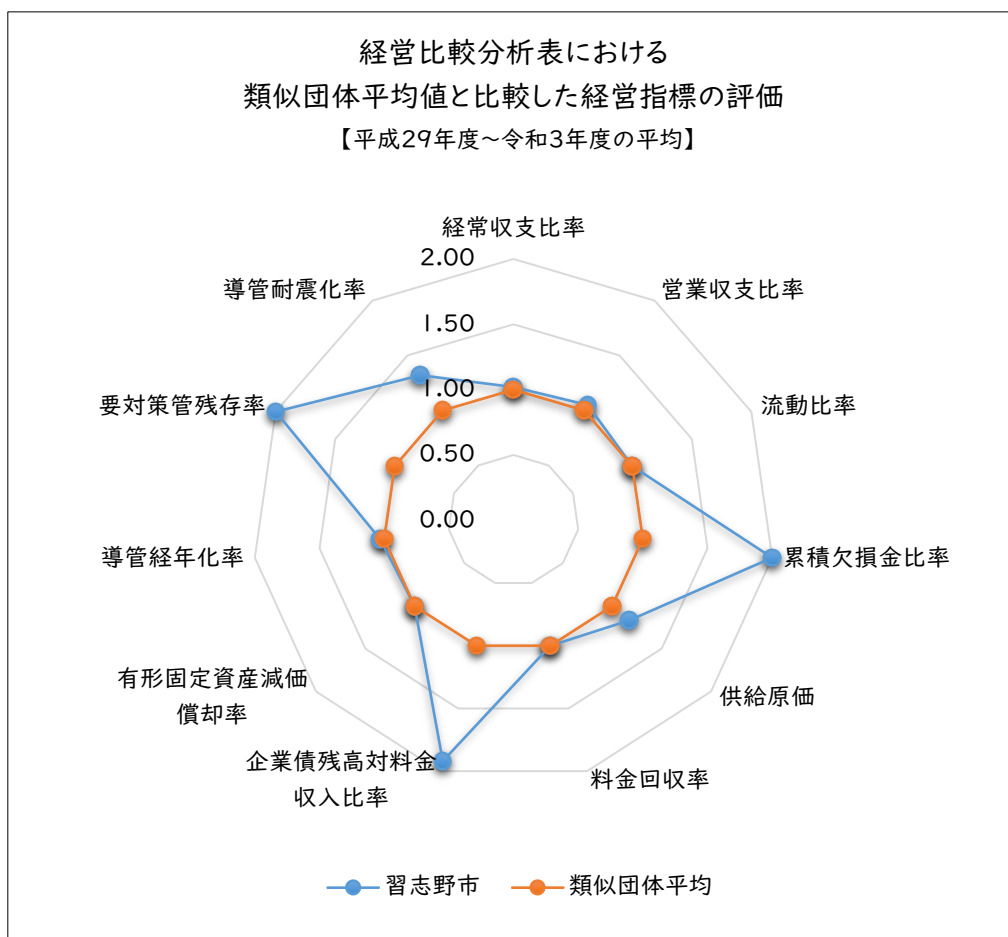 経営比較分析表における
類似団体平均値と比較した経営指標の評価
【平成29年度～令和3年度の平均】
経常収支比率
営業収支比率
流動比率
累積欠損金比率
供給原価
料金回収率
企業債残高対料金
収入比率
有形固定資産減価
償却率
導管経年化率
要対策管残存率
導管耐震化率
2.00
1.50
1.00
0.50
0.00
習志野市
類似団体平均